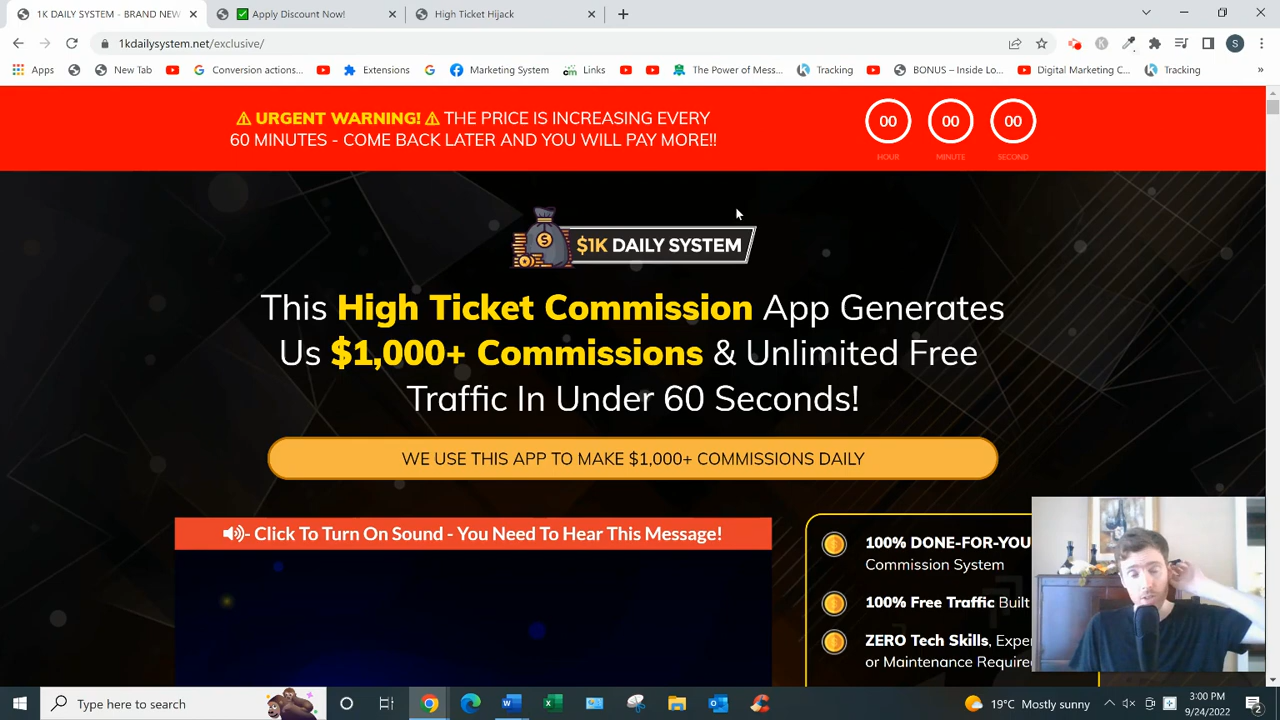 1K DAILY SYSTEM - BRAND NEW
Apply Discount Now!
High Ticket Hijack
1kdailysystem.net/exclusive/
K
S
Apps
New Tab
Conversion actions...
Extensions
Marketing System
Links
The Power of Mess...
Tracking
BONUS – Inside Lo...
Digital Marketing C...
Tracking
»
⚠ URGENT WARNING! ⚠ THE PRICE IS INCREASING EVERY
60 MINUTES - COME BACK LATER AND YOU WILL PAY MORE!!
00 00 00
HOUR MINUTE SECOND
$1K DAILY SYSTEM
This High Ticket Commission App Generates
Us $1,000+ Commissions & Unlimited Free
Traffic In Under 60 Seconds!
WE USE THIS APP TO MAKE $1,000+ COMMISSIONS DAILY
- Click To Turn On Sound - You Need To Hear This Message!
100% DONE-FOR-YOU
Commission System
100% Free Traffic Built
ZERO Tech Skills, Exper
or Maintenance Require
Type here to search
19°C Mostly sunny
3:00 PM
9/24/2022
2